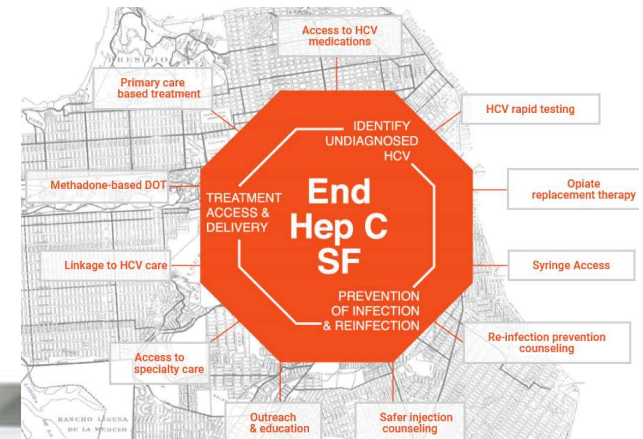 Access to HCV
medications
PRESIDIO
Primary care
based treatment
HCV rapid testing
IDENTIFY
UNDIAGNOSED
HCV
Methadone-based DOT
Opiate
replacement therapy
TREATMENT
ACCESS &
DELIVERY
End
Hep C
SF
Linkage to HCV care
Syringe Access
PREVENTION
OF INFECTION
& REINFECTION
Re-infection prevention
counseling
Access to
specialty care
Outreach
& education
Safer injection
counseling
RANCHO LAGUNA
DE LA MERCED